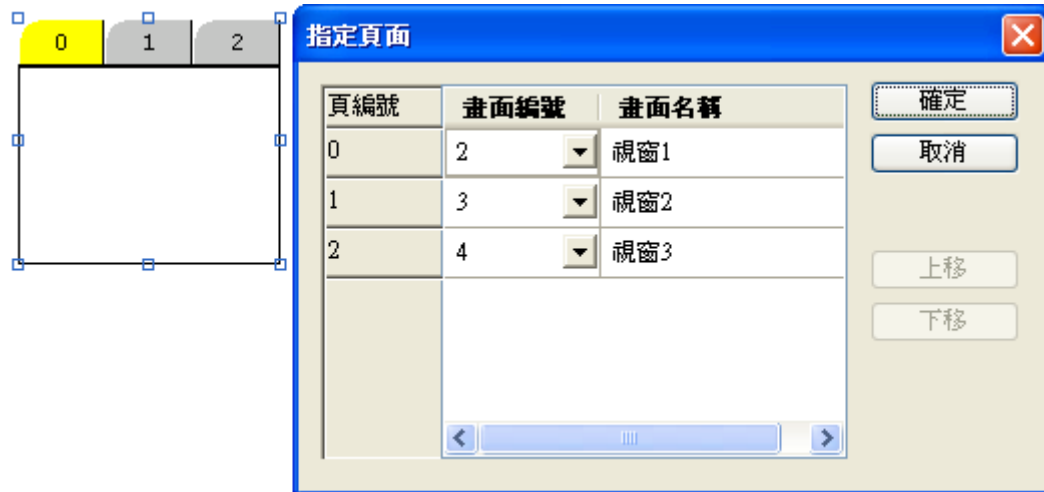 0 1 2
指定頁面
頁編號 畫面編號 畫面名稱
0 2 視窗1
1 3 視窗2
2 4 視窗3
確定
取消
上移
下移